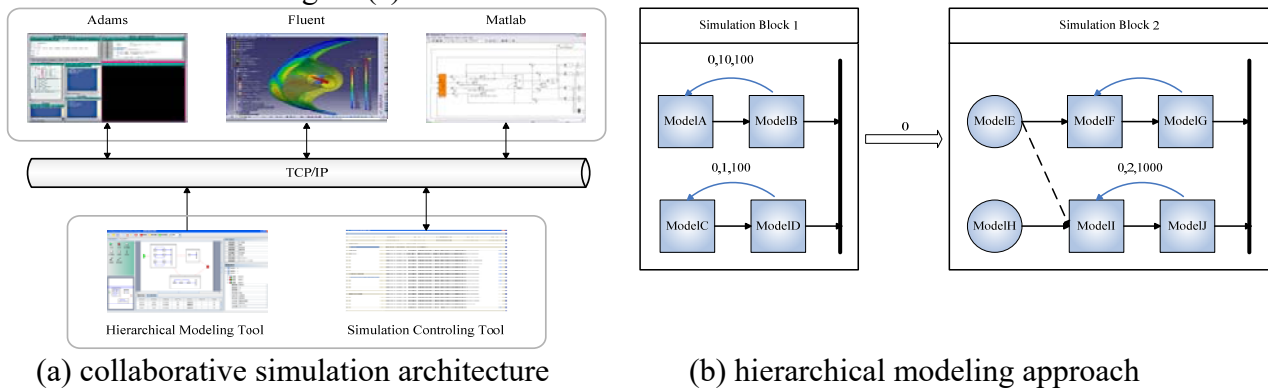 Adams
Fluent
Matlab
TCP/IP
Hierarchical Modeling Tool
Simulation Controling Tool
(a) collaborative simulation architecture
Simulation Block 1
0,10,100
ModelA
ModelB
0,1,100
ModelC
ModelD
0
Simulation Block 2
ModelE
ModelF
ModelG
0,2,1000
ModelH
ModelI
ModelJ
(b) hierarchical modeling approach